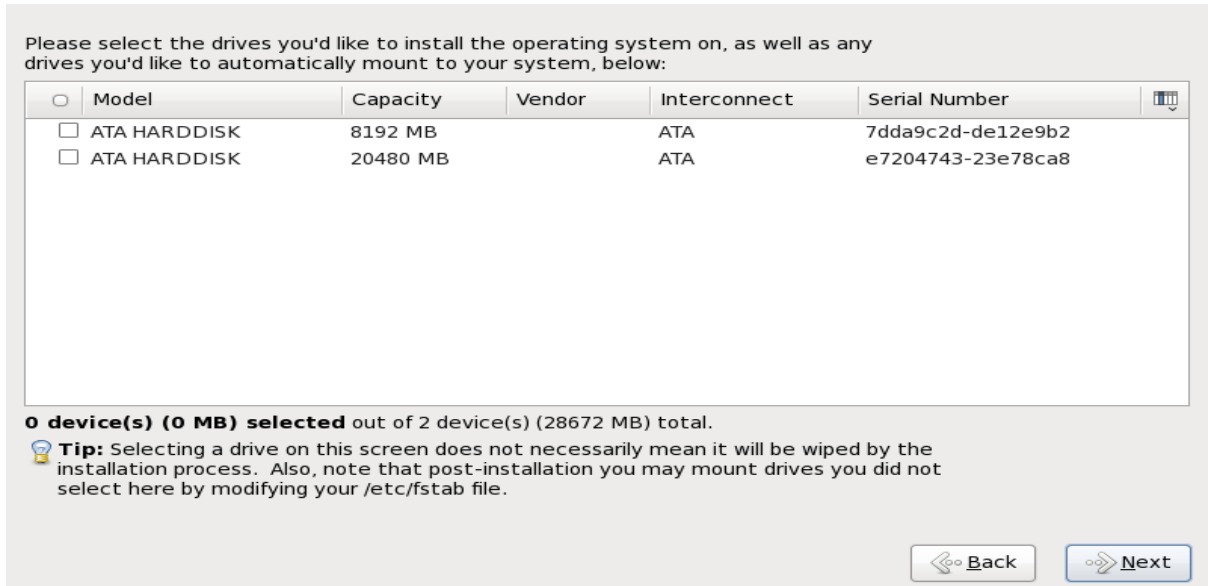 Please select the drives you'd like to install the operating system on, as well as any
drives you'd like to automatically mount to your system, below:
Model Capacity Vendor Interconnect Serial Number
ATA HARDDISK 8192 MB ATA 7dda9c2d-de12e9b2
ATA HARDDISK 20480 MB ATA e7204743-23e78ca8
0 device(s) (0 MB) selected out of 2 device(s) (28672 MB) total.
Tip: Selecting a drive on this screen does not necessarily mean it will be wiped by the
installation process. Also, note that post-installation you may mount drives you did not
select here by modifying your /etc/fstab file.
Back Next